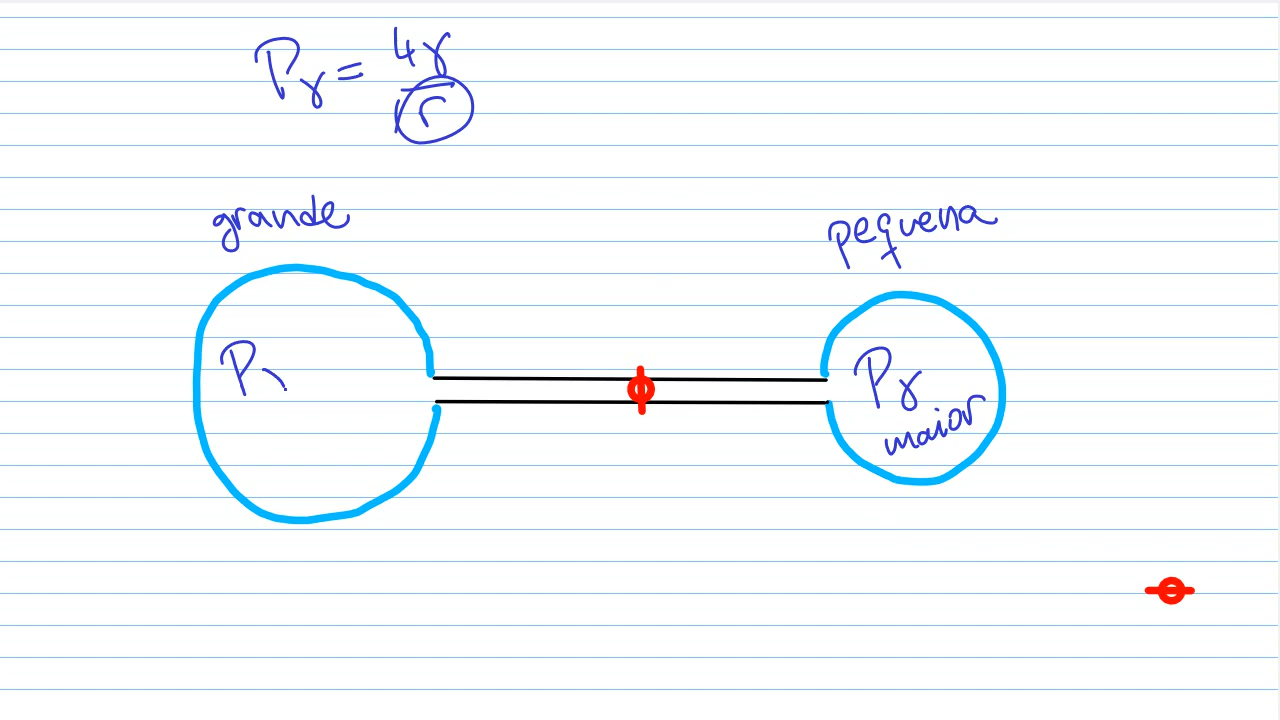 Pγ = 4γ/r
grande
pequena
P
Pγ
maior